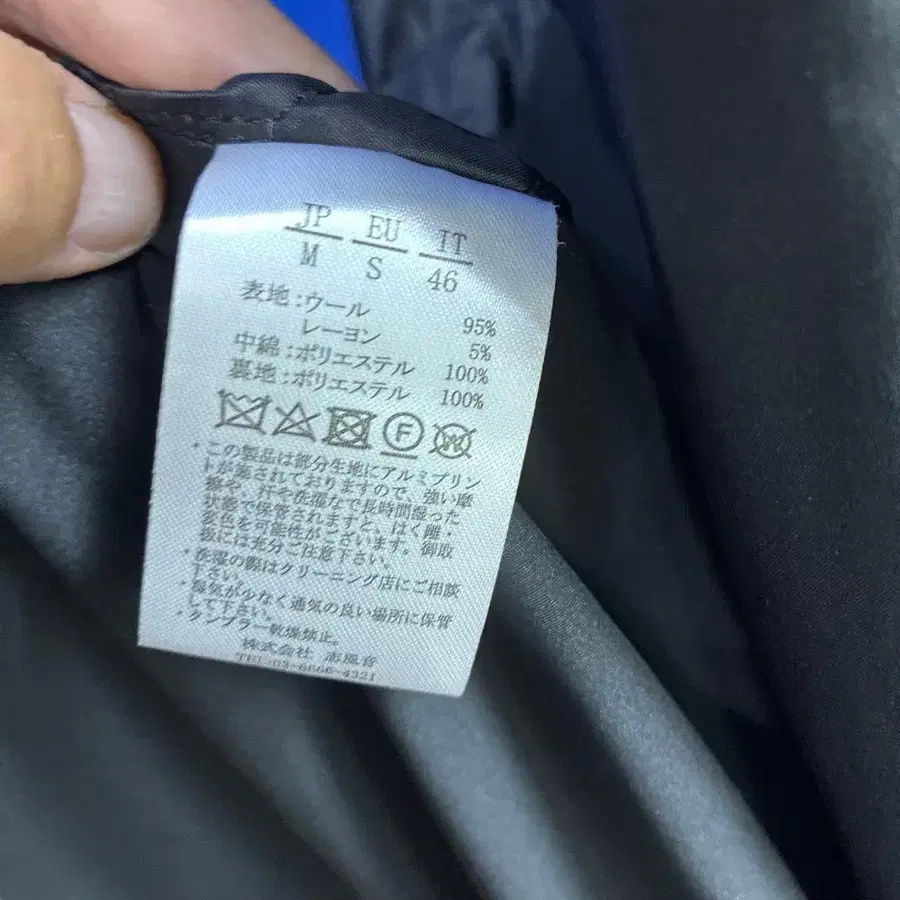 JP EU IT
M S 46
表地:ウール 95%
レーヨン 5%
中綿:ポリエステル 100%
裏地:ポリエステル 100%
F W
・この製品は部分生地にアルミプリン
トが施されておりますので、強い摩
擦や、汗や洗濯などで長時間湿った
状態で保管されますと、はく離・
変色を可能性がございます。御取
扱には充分ご注意下さい。
・洗濯の際はクリーニング店にご相談
下さい。
・湿気が少なく通気の良い場所に保管
して下さい。
・タンブラー乾燥禁止。
株式会社 志風音
TEL:03-6666-4321